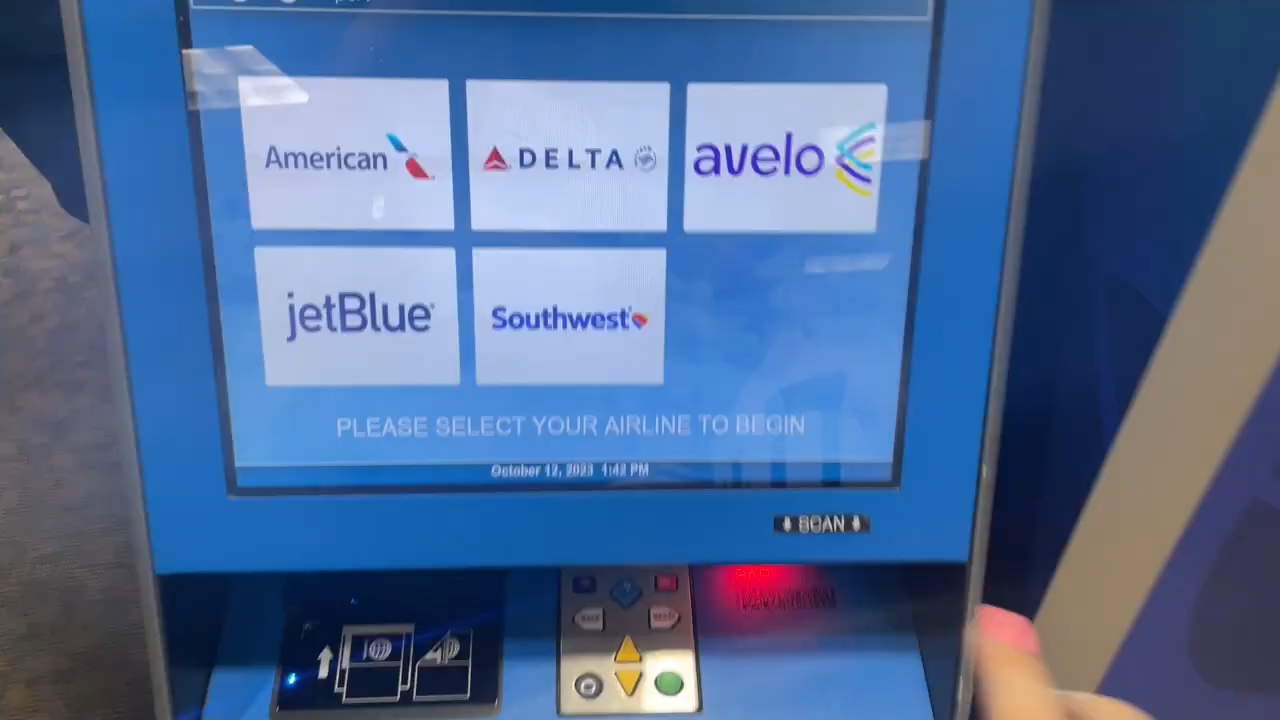 American
DELTA
avelo
jetBlue
Southwest
PLEASE SELECT YOUR AIRLINE TO BEGIN
October 12, 2023 1:42 PM
SCAN